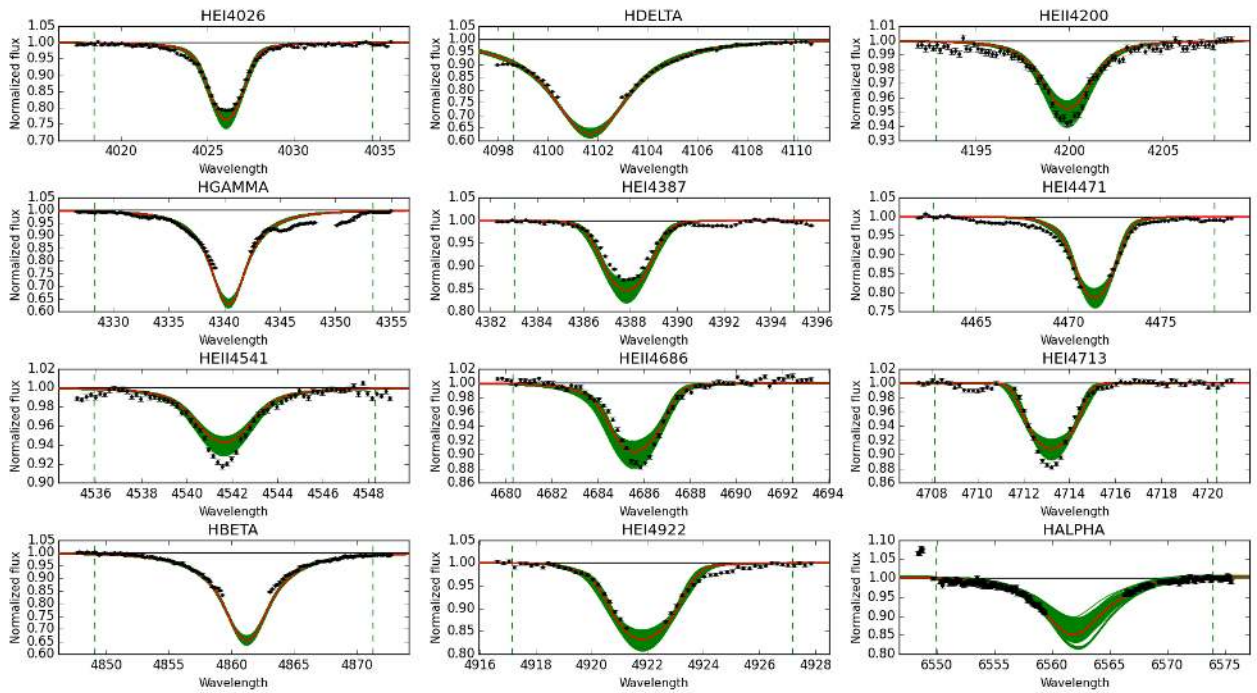 HEI4026
Normalized flux
1.05
1.00
0.95
0.90
0.85
0.80
0.75
0.70
4020 4025 4030 4035
Wavelength
HDELTA
Normalized flux
1.05
1.00
0.95
0.90
0.85
0.80
0.75
0.70
0.65
0.60
4098 4100 4102 4104 4106 4108 4110
Wavelength
HEII4200
Normalized flux
1.01
1.00
0.99
0.98
0.97
0.96
0.95
0.94
0.93
4195 4200 4205
Wavelength
HGAMMA
Normalized flux
1.05
1.00
0.95
0.90
0.85
0.80
0.75
0.70
0.65
0.60
4330 4335 4340 4345 4350 4355
Wavelength
HEI4387
Normalized flux
1.05
1.00
0.95
0.90
0.85
0.80
4382 4384 4386 4388 4390 4392 4394 4396
Wavelength
HEI4471
Normalized flux
1.05
1.00
0.95
0.90
0.85
0.80
0.75
4465 4470 4475
Wavelength
HEII4541
Normalized flux
1.02
1.00
0.98
0.96
0.94
0.92
0.90
4536 4538 4540 4542 4544 4546 4548
Wavelength
HEII4686
Normalized flux
1.02
1.00
0.98
0.96
0.94
0.92
0.90
0.88
0.86
4680 4682 4684 4686 4688 4690 4692 4694
Wavelength
HEI4713
Normalized flux
1.02
1.00
0.98
0.96
0.94
0.92
0.90
0.88
0.86
4708 4710 4712 4714 4716 4718 4720
Wavelength
HBETA
Normalized flux
1.05
1.00
0.95
0.90
0.85
0.80
0.75
0.70
0.65
0.60
4850 4855 4860 4865 4870
Wavelength
HEI4922
Normalized flux
1.05
1.00
0.95
0.90
0.85
0.80
4916 4918 4920 4922 4924 4926 4928
Wavelength
HALPHA
Normalized flux
1.10
1.05
1.00
0.95
0.90
0.85
0.80
6550 6555 6560 6565 6570 6575
Wavelength